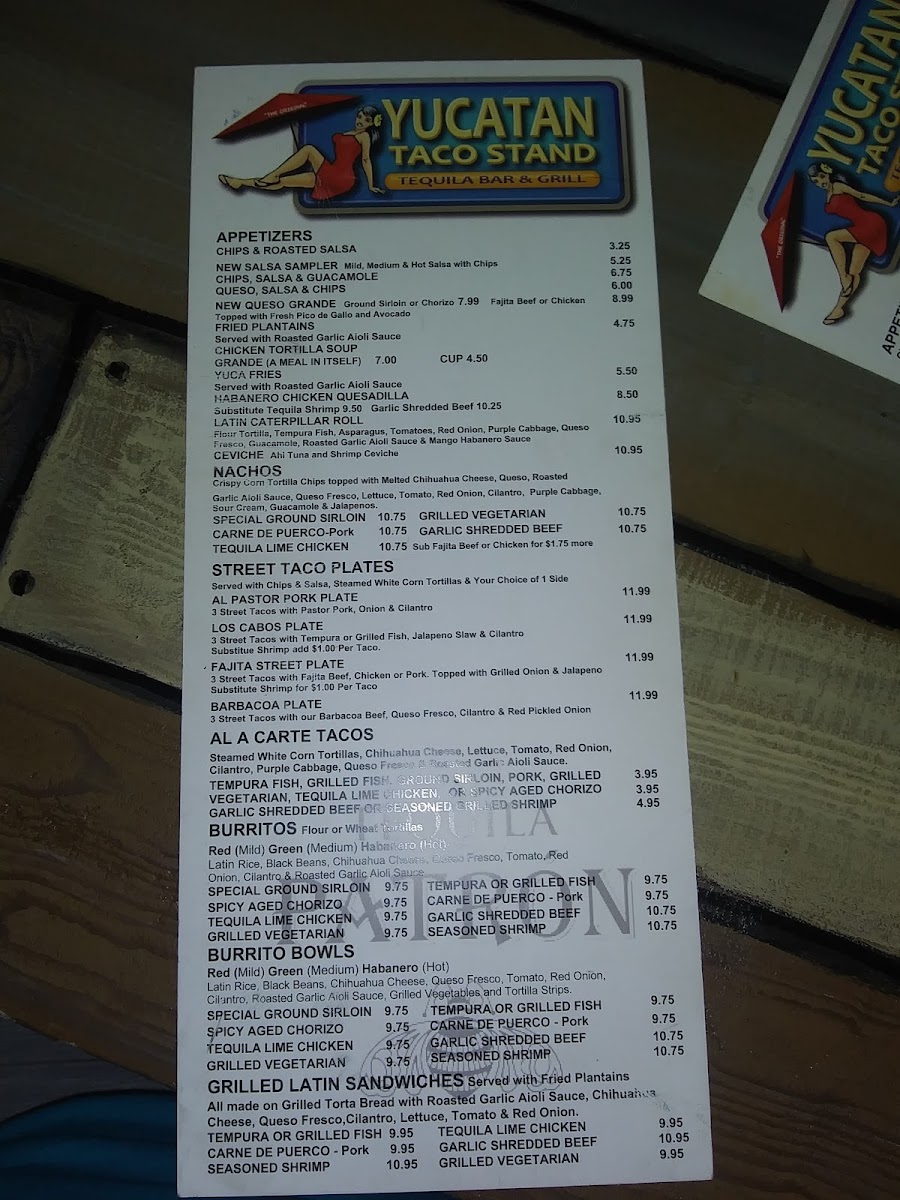 "THE ORIGINAL"
YUCATAN
TACO STAND
TEQUILA BAR & GRILL
APPETIZERS
CHIPS & ROASTED SALSA 3.25
NEW SALSA SAMPLER Mild, Medium & Hot Salsa with Chips 5.25
CHIPS, SALSA & GUACAMOLE 6.75
QUESO, SALSA & CHIPS 6.00
NEW QUESO GRANDE Ground Sirloin or Chorizo 7.99 Fajita Beef or Chicken 8.99
Topped with Fresh Pico de Gallo and Avocado
FRIED PLANTAINS 4.75
Served with Roasted Garlic Aioli Sauce
CHICKEN TORTILLA SOUP
GRANDE (A MEAL IN ITSELF) 7.00 CUP 4.50
YUCA FRIES 5.50
Served with Roasted Garlic Aioli Sauce
HABANERO CHICKEN QUESADILLA 8.50
Substitute Tequila Shrimp 9.50 Garlic Shredded Beef 10.25
LATIN CATERPILLAR ROLL 10.95
Flour Tortilla, Tempura Fish, Asparagus, Tomatoes, Red Onion, Purple Cabbage, Queso
Fresco, Guacamole, Roasted Garlic Aioli Sauce & Mango Habanero Sauce
CEVICHE Ahi Tuna and Shrimp Ceviche 10.95
NACHOS
Crispy Corn Tortilla Chips topped with Melted Chihuahua Cheese, Queso, Roasted
Garlic Aioli Sauce, Queso Fresco, Lettuce, Tomato, Red Onion, Cilantro, Purple Cabbage,
Sour Cream, Guacamole & Jalapenos.
SPECIAL GROUND SIRLOIN 10.75 GRILLED VEGETARIAN 10.75
CARNE DE PUERCO-Pork 10.75 GARLIC SHREDDED BEEF 10.75
TEQUILA LIME CHICKEN 10.75 Sub Fajita Beef or Chicken for $1.75 more
STREET TACO PLATES
Served with Chips & Salsa, Steamed White Corn Tortillas & Your Choice of 1 Side
AL PASTOR PORK PLATE 11.99
3 Street Tacos with Pastor Pork, Onion & Cilantro
LOS CABOS PLATE 11.99
3 Street Tacos with Tempura or Grilled Fish, Jalapeno Slaw & Cilantro
Substitue Shrimp add $1.00 Per Taco.
FAJITA STREET PLATE 11.99
3 Street Tacos with Fajita Beef, Chicken or Pork. Topped with Grilled Onion & Jalapeno
Substitute Shrimp for $1.00 Per Taco
BARBACOA PLATE 11.99
3 Street Tacos with our Barbacoa Beef, Queso Fresco, Cilantro & Red Pickled Onion
AL A CARTE TACOS
Steamed White Corn Tortillas, Chihuahua Cheese, Lettuce, Tomato, Red Onion,
Cilantro, Purple Cabbage, Queso Fresco & Roasted Garlic Aioli Sauce.
TEMPURA FISH, GRILLED FISH, GROUND SIRLOIN, PORK, GRILLED 3.95
VEGETARIAN, TEQUILA LIME CHICKEN, OR SPICY AGED CHORIZO 3.95
GARLIC SHREDDED BEEF OR SEASONED GRILLED SHRIMP 4.95
TEQUILA
BURRITOS Flour or Wheat Tortillas
Red (Mild) Green (Medium) Habanero (Hot)
Latin Rice, Black Beans, Chihuahua Cheese, Queso Fresco, Tomato, Red
Onion, Cilantro & Roasted Garlic Aioli Sauce
SPECIAL GROUND SIRLOIN 9.75 TEMPURA OR GRILLED FISH 9.75
SPICY AGED CHORIZO 9.75 CARNE DE PUERCO - Pork 9.75
TEQUILA LIME CHICKEN 9.75 GARLIC SHREDDED BEEF 10.75
GRILLED VEGETARIAN 9.75 SEASONED SHRIMP 10.75
PATRON
BURRITO BOWLS
Red (Mild) Green (Medium) Habanero (Hot)
Latin Rice, Black Beans, Chihuahua Cheese, Queso Fresco, Tomato, Red Onion,
Cilantro, Roasted Garlic Aioli Sauce, Grilled Vegetables and Tortilla Strips.
SPECIAL GROUND SIRLOIN 9.75 TEMPURA OR GRILLED FISH 9.75
SPICY AGED CHORIZO 9.75 CARNE DE PUERCO - Pork 9.75
TEQUILA LIME CHICKEN 9.75 GARLIC SHREDDED BEEF 10.75
GRILLED VEGETARIAN 9.75 SEASONED SHRIMP 10.75
GRILLED LATIN SANDWICHES Served with Fried Plantains
All made on Grilled Torta Bread with Roasted Garlic Aioli Sauce, Chihuahua
Cheese, Queso Fresco,Cilantro, Lettuce, Tomato & Red Onion.
TEMPURA OR GRILLED FISH 9.95 TEQUILA LIME CHICKEN 9.95
CARNE DE PUERCO - Pork 9.95 GARLIC SHREDDED BEEF 10.95
SEASONED SHRIMP 10.95 GRILLED VEGETARIAN 9.95
"THE ORIGINAL"
YUCATAN
TACO